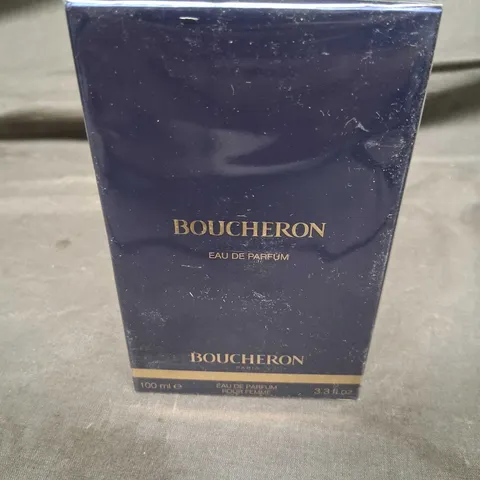 BOUCHERON
EAU DE PARFUM
BOUCHERON
PARIS
100 ml e EAU DE PARFUM 3.3 fl.oz
POUR FEMME